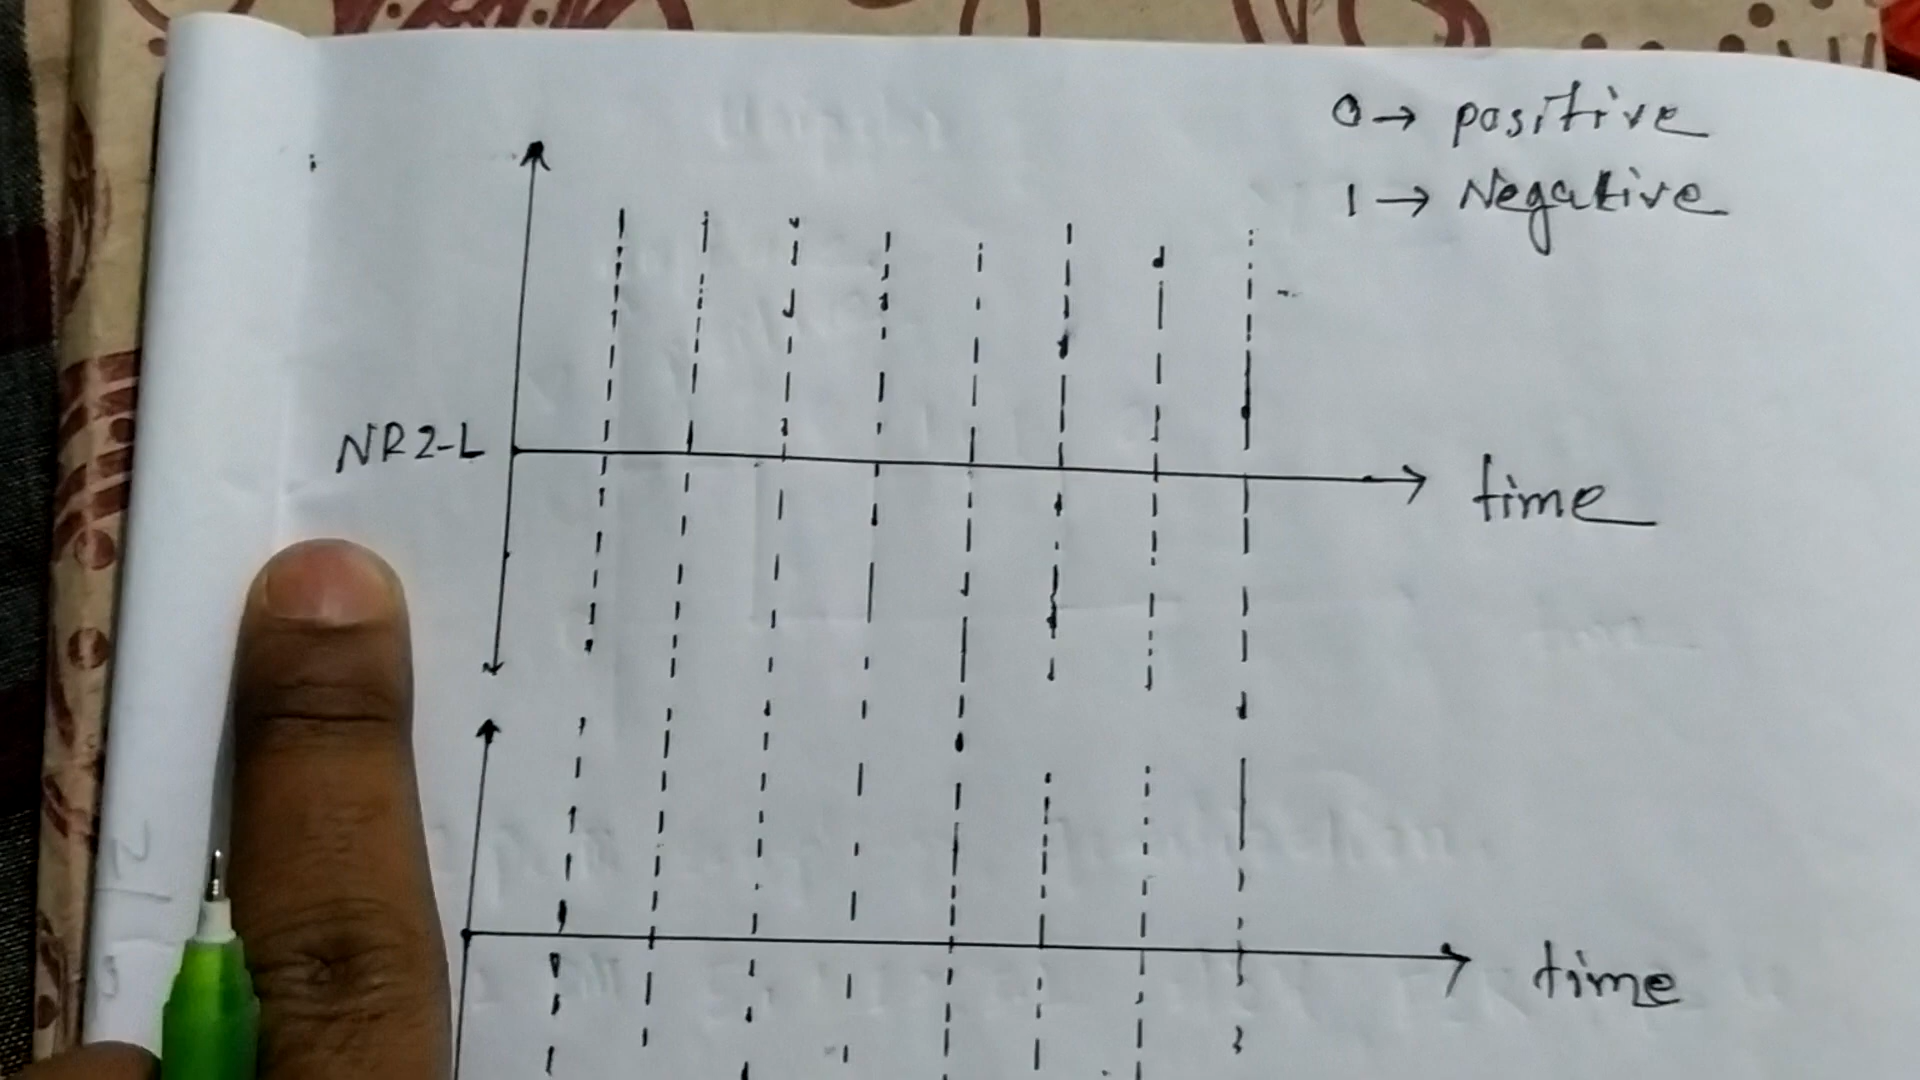 0→ positive
1→ Negative
NRZ-L
time
time